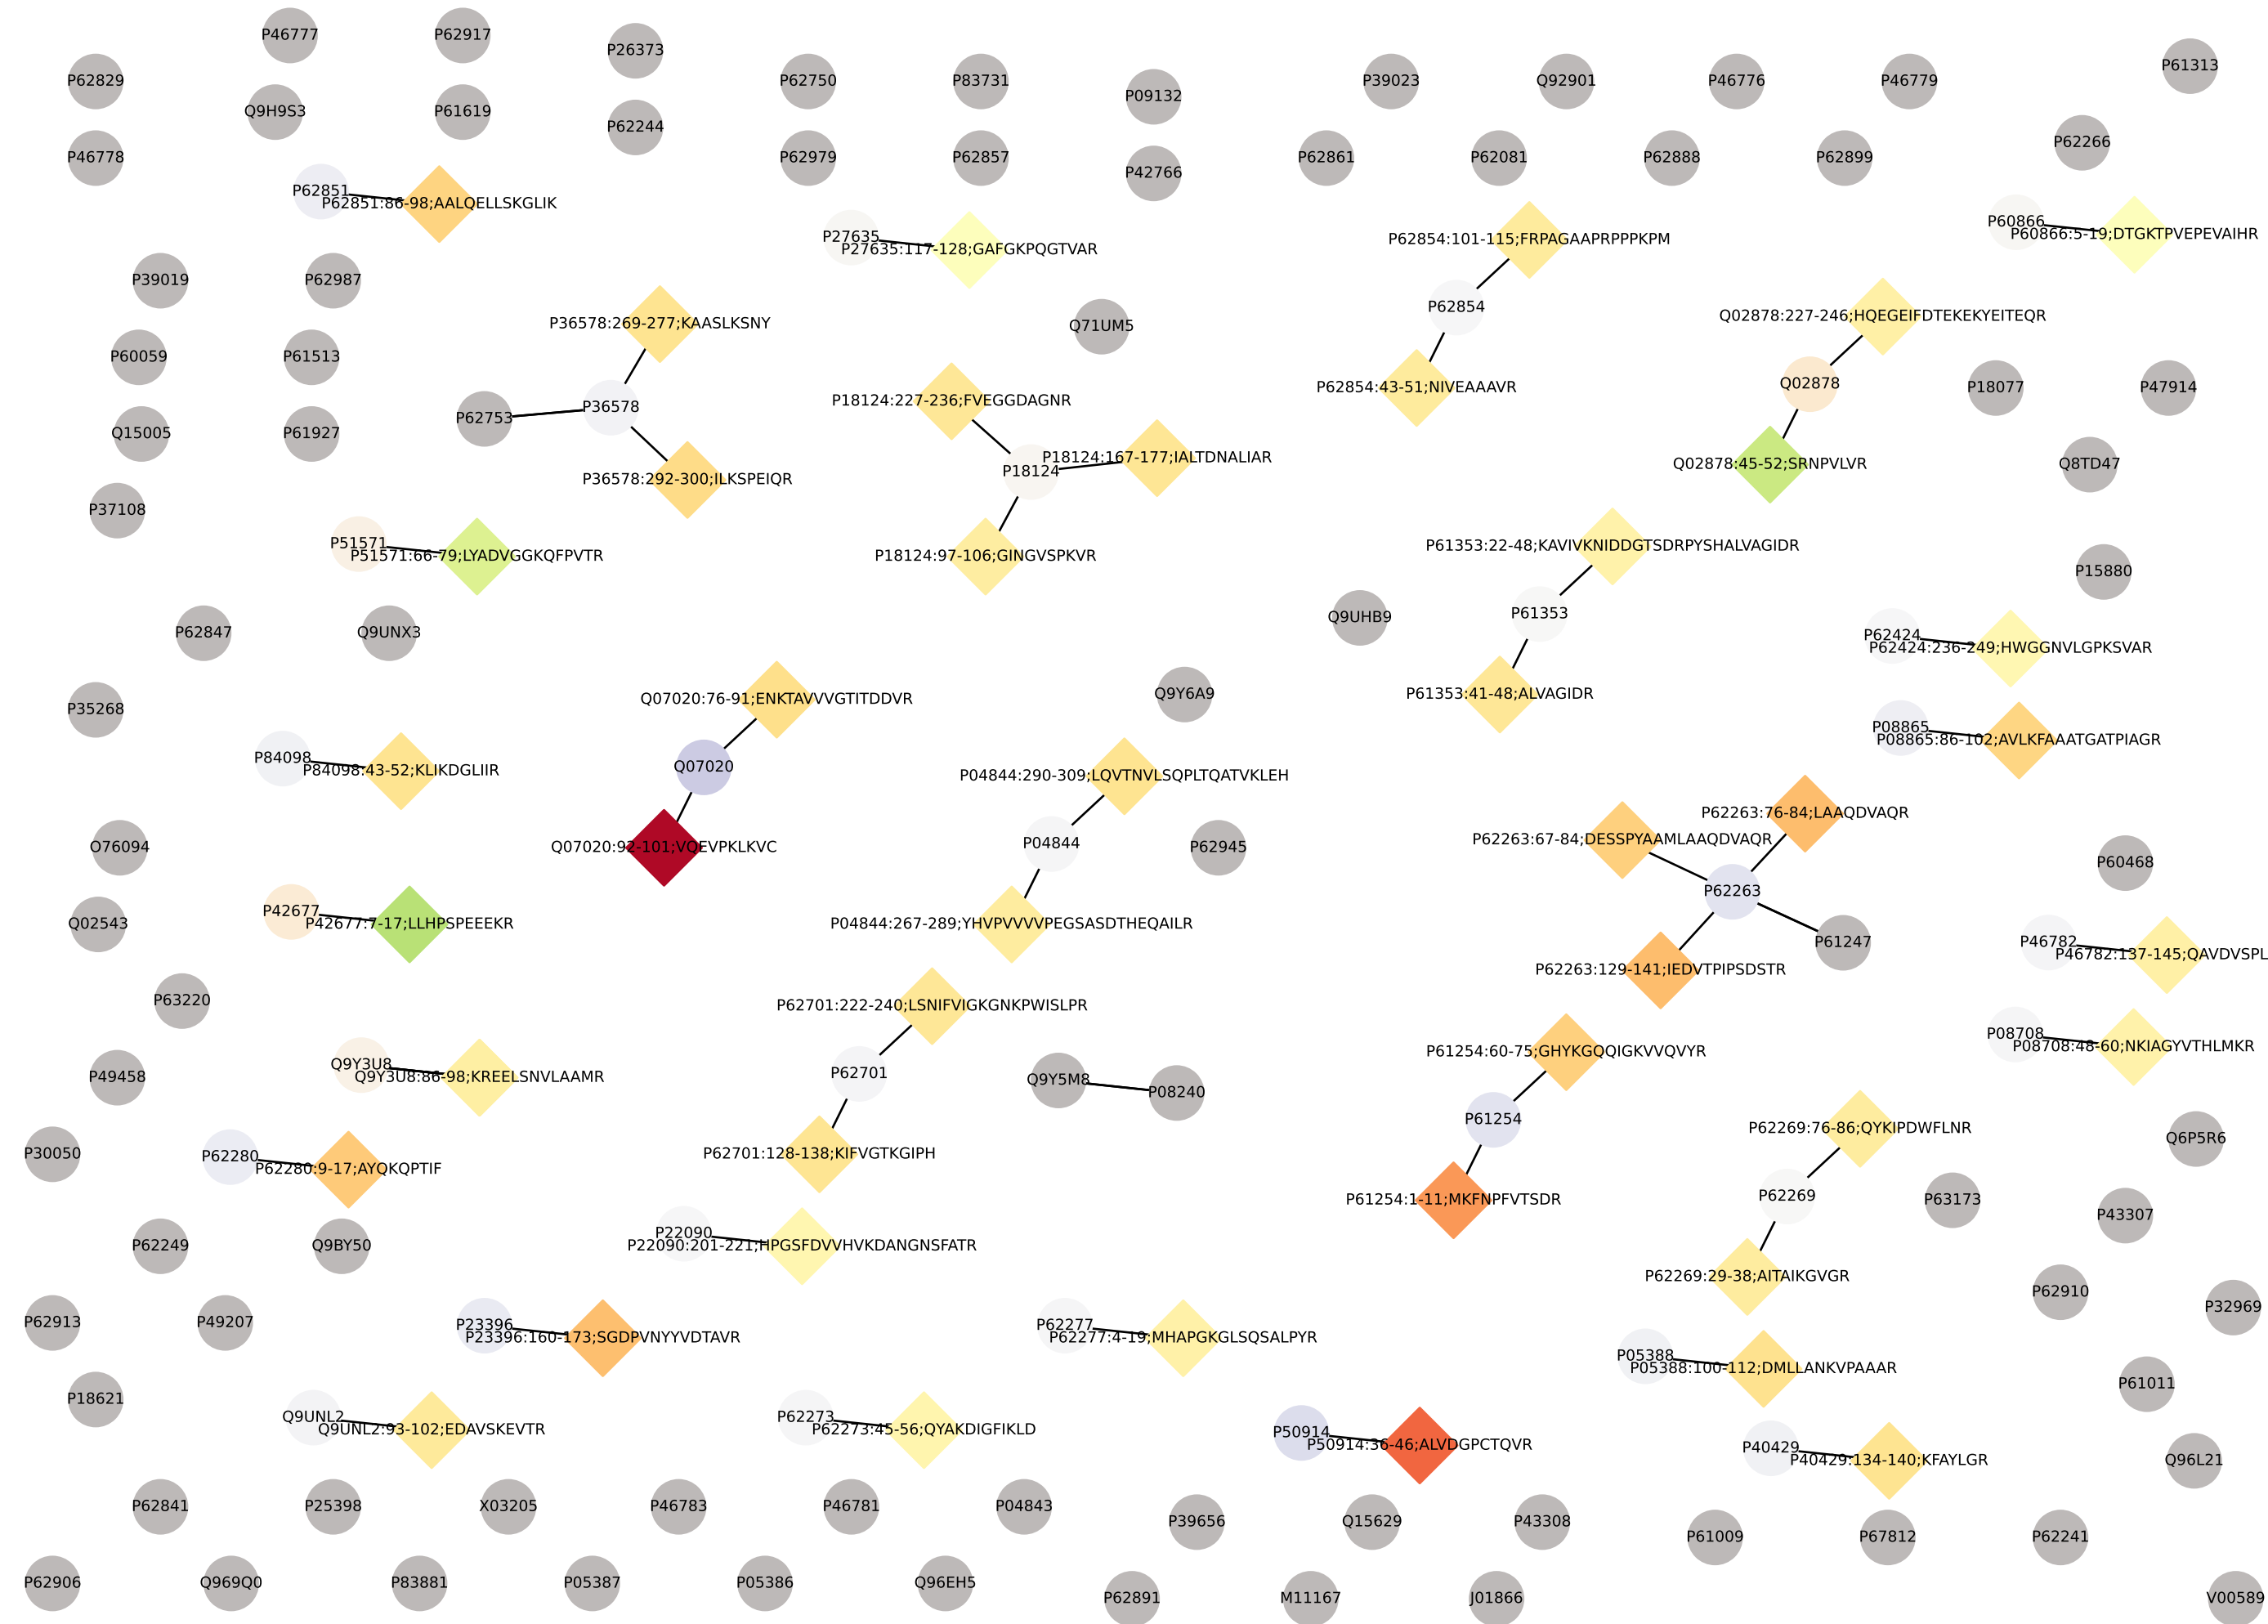 P46777
P62917
P26373
P61313
P62829
P62750
P83731
P39023
Q92901
P46776
P46779
P09132
Q9H9S3
P61619
P62244
P62266
P46778
P62979
P62857
P42766
P62861
P62081
P62888
P62899
P62851
P62851:86-98;AALQELLSKGLIK
P60866
P60866:5-19;DTGKTPVEPEVAIHR
P27635
P27635:117-128;GAFGKPQGTVAR
P62854:101-115;FRPAGAAPRPPPKPM
P39019
P62987
P62854
Q02878:227-246;HQEGEIFDTEKEKYEITEQR
P36578:269-277;KAASLKSNY
Q71UM5
P60059
P61513
P62854:43-51;NIVEAAAVR
Q02878
P18077
P47914
P18124:227-236;FVEGGDAGNR
P36578
P62753
Q15005
P61927
P18124:167-177;IALTDNALIAR
P18124
Q02878:45-52;SRNPVLVR
Q8TD47
P36578:292-300;ILKSPEIQR
P37108
P51571
P51571:66-79;LYADVGGKQFPVTR
P18124:97-106;GINGVSPKVR
P61353:22-48;KAVIVKNIDDGTSDRPYSHALVAGIDR
P15880
P61353
Q9UHB9
P62847
Q9UNX3
P62424
P62424:236-249;HWGGNVLGPKSVAR
Q07020:76-91;ENKTAVVVGTITDDVR
Q9Y6A9
P61353:41-48;ALVAGIDR
P35268
P08865
P08865:86-102;AVLKFAAATGATPIAGR
P84098
P84098:43-52;KLIKDGLIIR
Q07020
P04844:290-309;LQVTNVLSQPLTQATVKLEH
P62263:76-84;LAAQDVAQR
P62263:67-84;DESSPYAAMLAAQDVAQR
O76094
Q07020:92-101;VQEVPKLKVC
P04844
P62945
P60468
P62263
P42677
P42677:7-17;LLHPSPEEEKR
Q02543
P04844:267-289;YHVPVVVVPEGSASDTHEQAILR
P61247
P46782
P46782:137-145;QAVDVSPL
P62263:129-141;IEDVTPIPSDSTR
P63220
P62701:222-240;LSNIFVIGKGNKPWISLPR
P08708
P08708:48-60;NKIAGYVTHLMKR
P61254:60-75;GHYKGQQIGKVVQVYR
Q9Y3U8
Q9Y3U8:86-98;KREELSNVLAAMR
P49458
P62701
Q9Y5M8
P08240
P61254
P62269:76-86;QYKIPDWFLNR
Q6P5R6
P30050
P62280
P62280:9-17;AYQKQPTIF
P62701:128-138;KIFVGTKGIPH
P61254:1-11;MKFNPFVTSDR
P62269
P63173
P43307
P22090
P22090:201-221;HPGSFDVVHVKDANGNSFATR
P62249
Q9BY50
P62269:29-38;AITAIKGVGR
P62910
P32969
P62913
P49207
P23396
P23396:160-173;SGDPVNYYVDTAVR
P62277
P62277:4-19;MHAPGKGLSQSALPYR
P05388
P05388:100-112;DMLLANKVPAAAR
P61011
P18621
Q9UNL2
Q9UNL2:93-102;EDAVSKEVTR
P62273
P62273:45-56;QYAKDIGFIKLD
P50914
P50914:36-46;ALVDGPCTQVR
P40429
P40429:134-140;KFAYLGR
Q96L21
P62841
P25398
X03205
P46783
P46781
P04843
P39656
Q15629
P43308
P61009
P67812
P62241
P62906
Q969Q0
P83881
P05387
P05386
Q96EH5
P62891
M11167
J01866
V00589